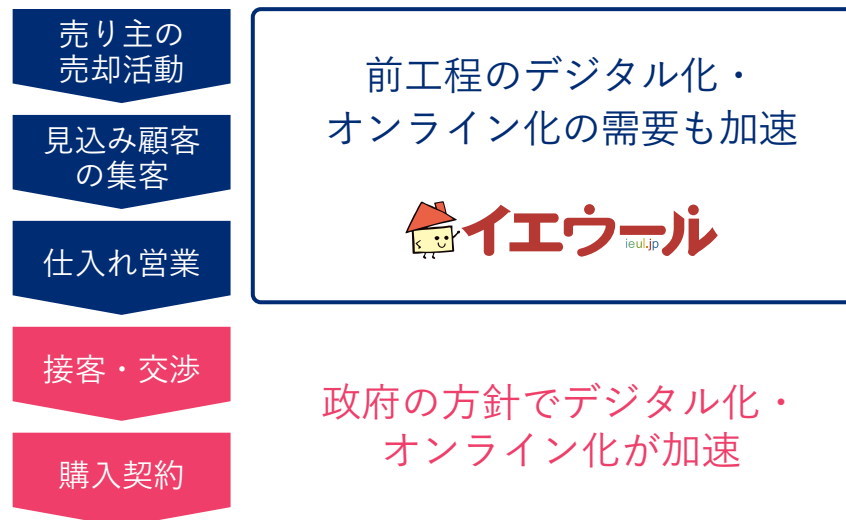 売り主の
売却活動
見込み顧客
の集客
仕入れ営業
接客・交渉
購入契約
前工程のデジタル化・
オンライン化の需要も加速
イエウール
ieul.jp
政府の方針でデジタル化・
オンライン化が加速